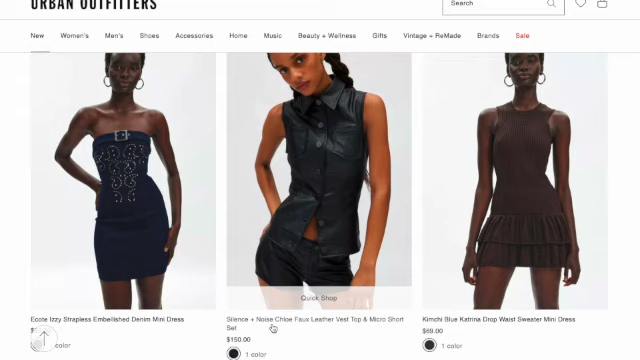 URBAN OUTFITTERS
Search
New Women's Men's Shoes Accessories Home Music Beauty + Wellness Gifts Vintage + ReMade Brands Sale
Quick Shop
Ecote Izzy Strapless Embellished Denim Mini Dress
Silence + Noise Chloe Faux Leather Vest Top & Micro Short
Set
$150.00
1 color
Kimchi Blue Katrina Drop Waist Sweater Mini Dress
$69.00
1 color
color